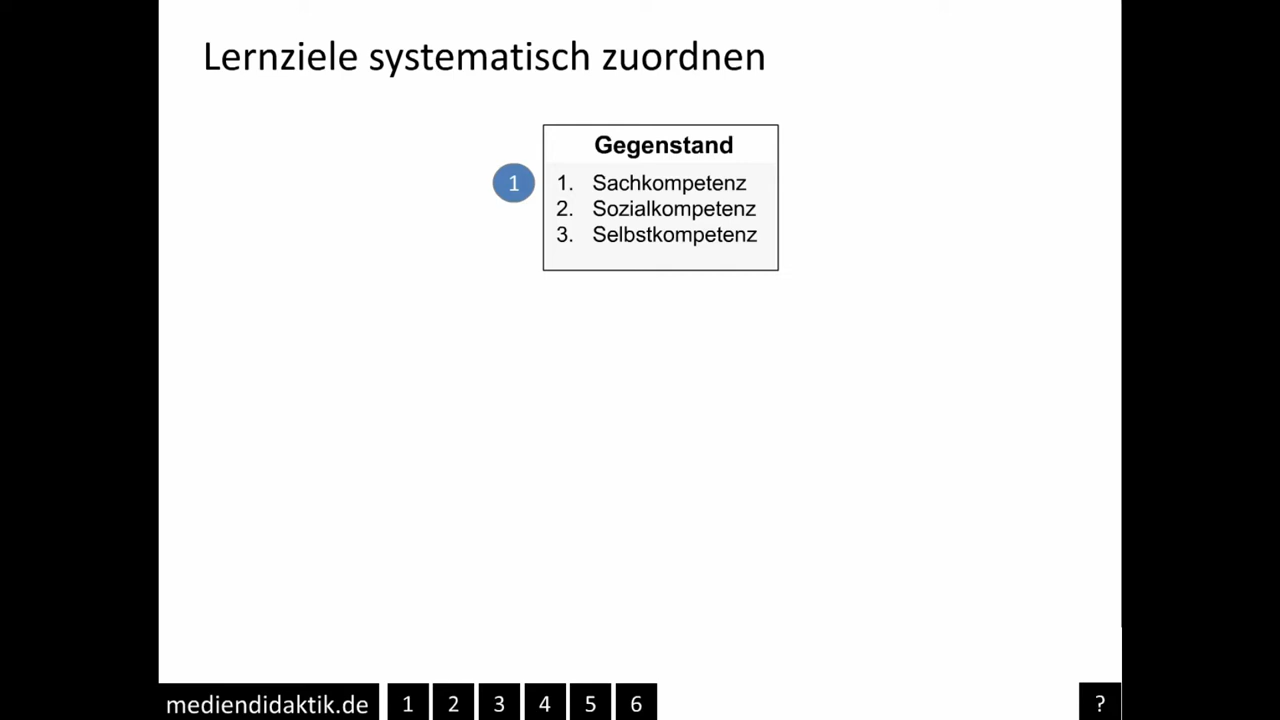 Lernziele systematisch zuordnen
Gegenstand
1
1. Sachkompetenz
2. Sozialkompetenz
3. Selbstkompetenz
mediendidaktik.de 1 2 3 4 5 6 ?